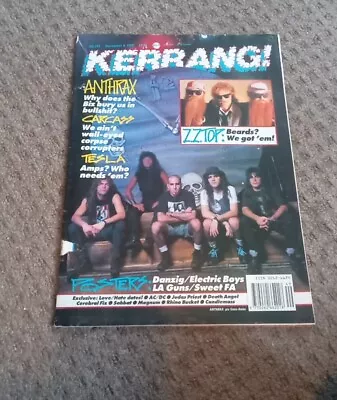 KERRANG!
ANTHRAX
Why does the
Biz bury us in
bullshit?
CARCASS
We ain't
wall-eyed
corpse
corrupters
TESLA
Amps? Who
needs 'em?
ZZ TOP: Beards?
We got 'em!
POSTERS: Danzig/Electric Boys
LA Guns/Sweet FA
Exclusive: Love/Hate dates! ● AC/DC ● Judas Priest ● Death Angel
Cerebral Fix ● Sabbat ● Magnum ● Rhino Bucket ● Candlemass